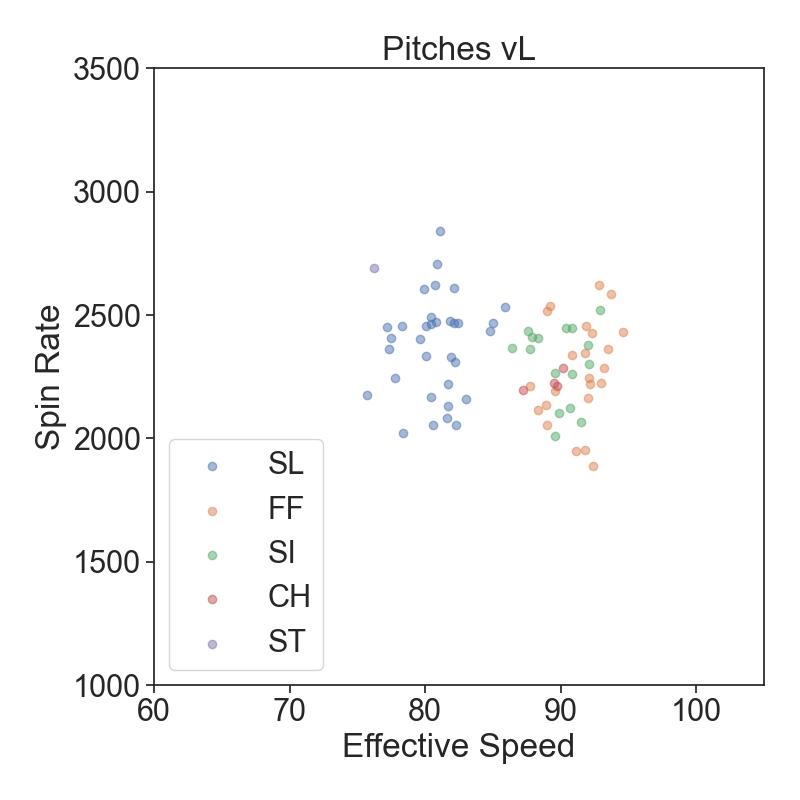 Pitches vL
3500
3000
2500
2000
1500
1000
Spin Rate
SL
FF
SI
CH
ST
60 70 80 90 100
Effective Speed